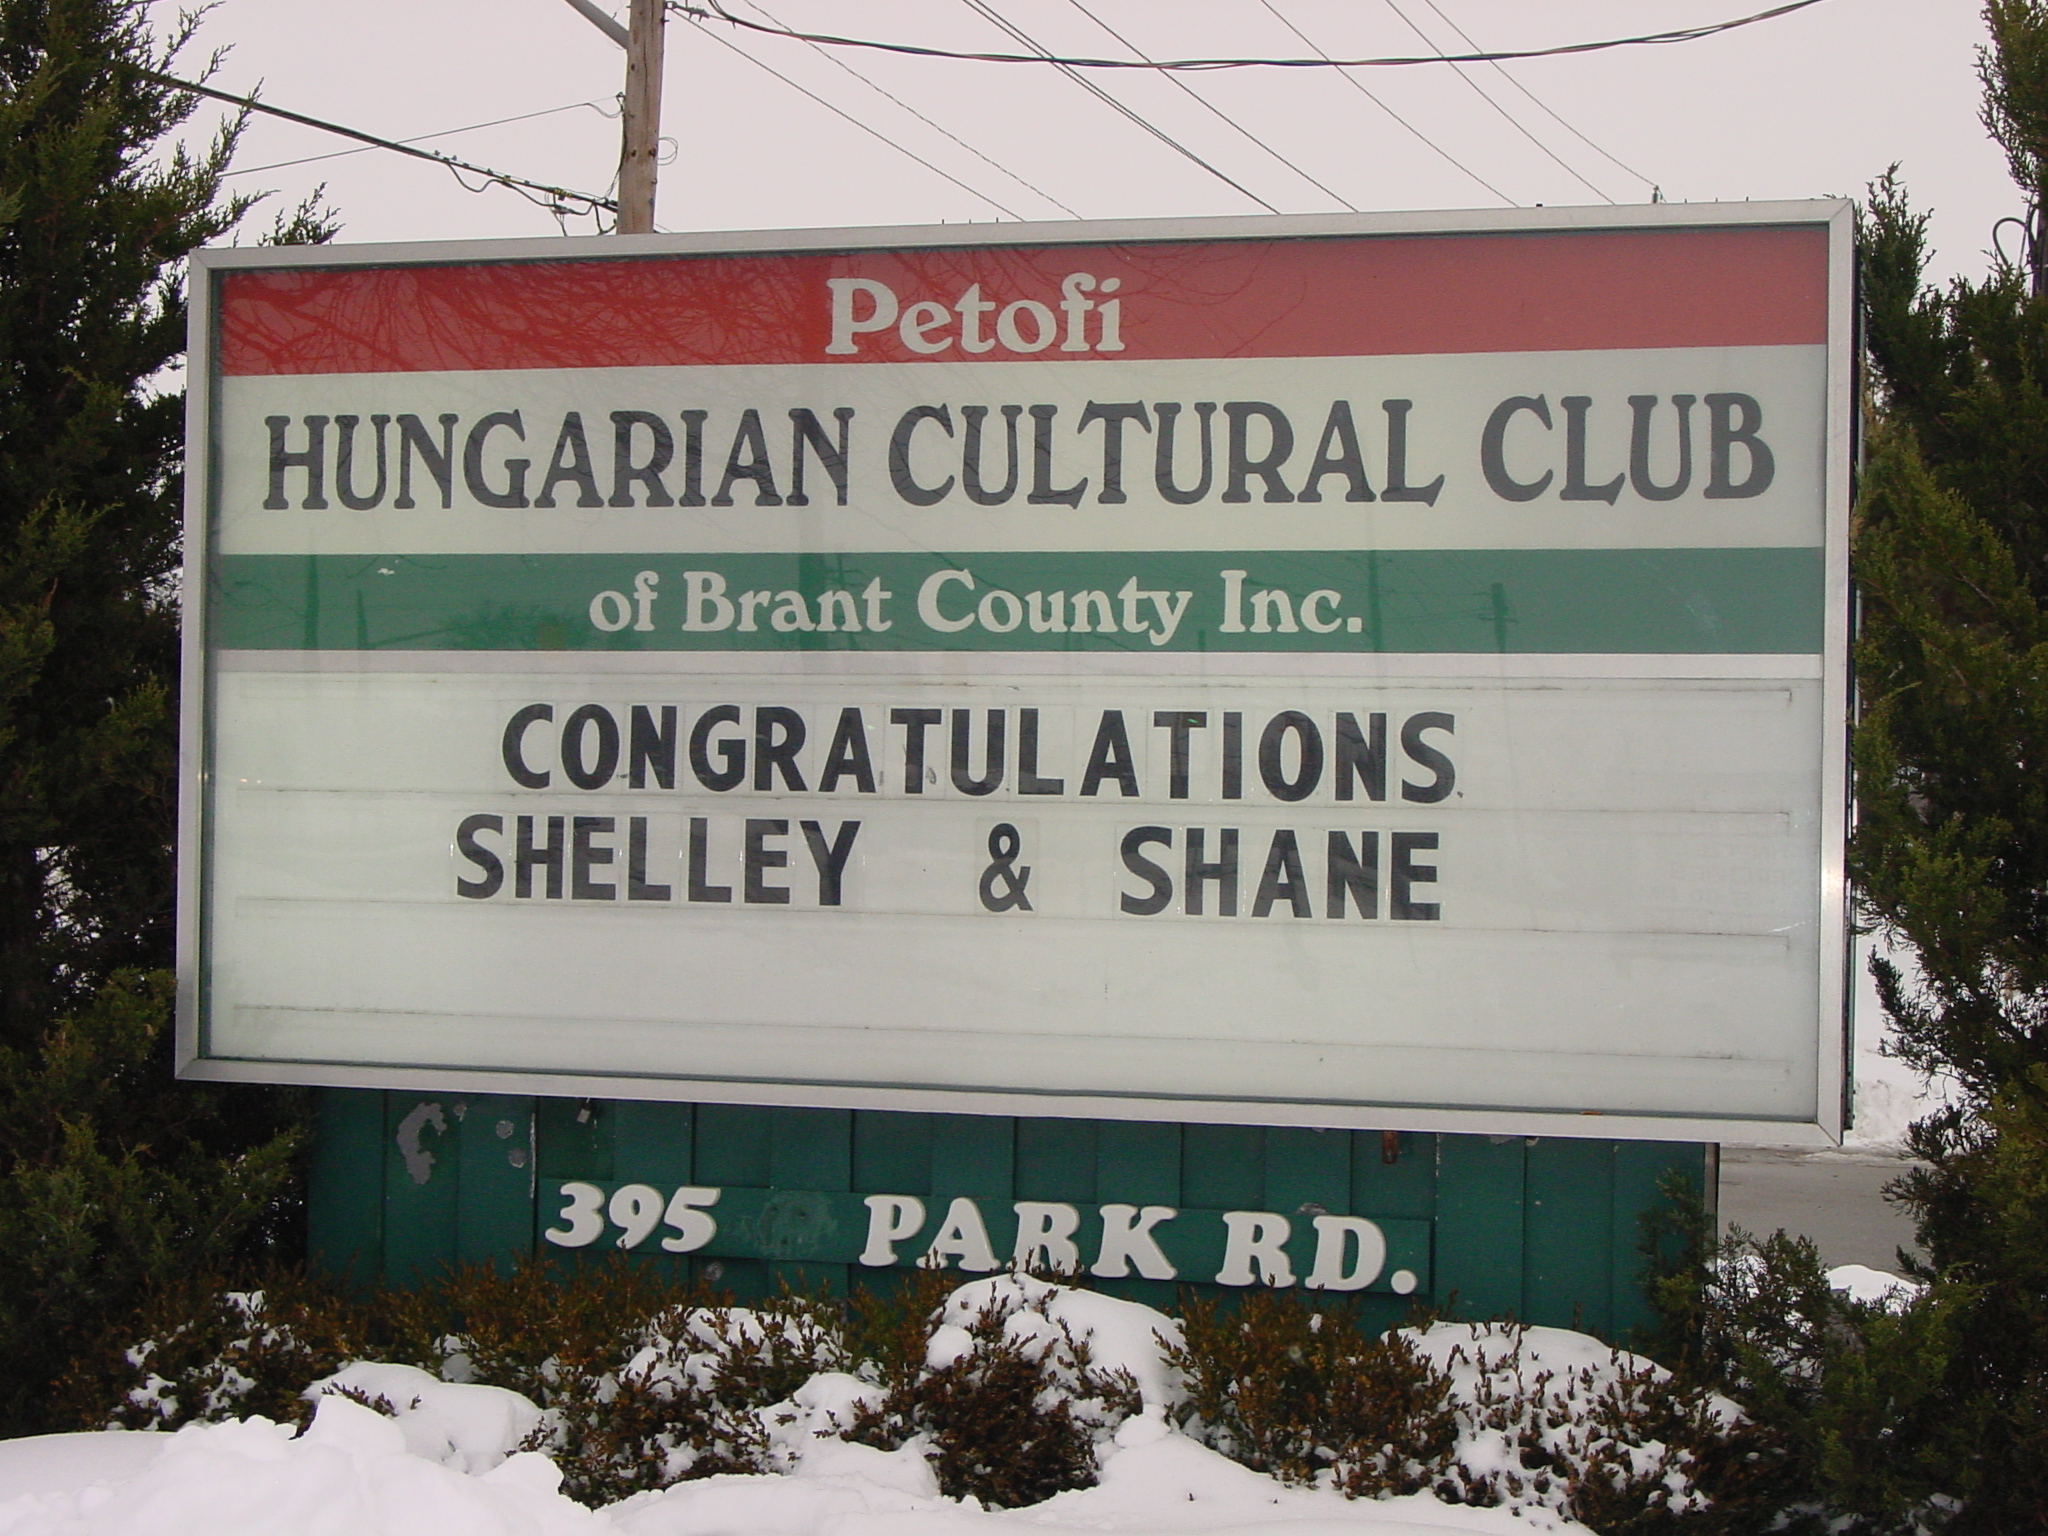 Petofi
HUNGARIAN CULTURAL CLUB
of Brant County Inc.
CONGRATULATIONS
SHELLEY & SHANE
395 PARK RD.